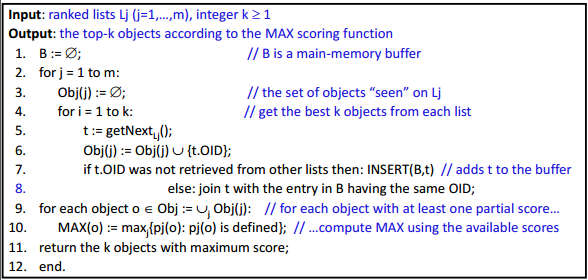 Input: ranked lists Lj (j=1,…,m), integer k ≥ 1
Output: the top-k objects according to the MAX scoring function
1. B := ∅; // B is a main-memory buffer
2. for j = 1 to m:
3. Obj(j) := ∅; // the set of objects “seen” on Lj
4. for i = 1 to k: // get the best k objects from each list
5. t := getNextLj();
6. Obj(j) := Obj(j) ∪ {t.OID};
7. if t.OID was not retrieved from other lists then: INSERT(B,t) // adds t to the buffer
8. else: join t with the entry in B having the same OID;
9. for each object o ∈ Obj := ∪j Obj(j): // for each object with at least one partial score…
10. MAX(o) := maxj{pj(o): pj(o) is defined}; // …compute MAX using the available scores
11. return the k objects with maximum score;
12. end.